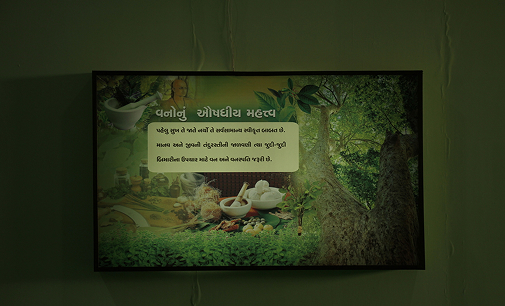 વનોનું ઔષધીય મહત્ત્વ
પહેલું સુખ તે જાતે નર્યા તે સર્વસામાન્ય સ્વીકૃત બાબત છે.
માનવ અને જીવની તંદુરસ્તીની જાળવણી તથા જુદી-જુદી
બિમારીના ઉપચાર માટે વન અને વનસ્પતિ જરૂરી છે.